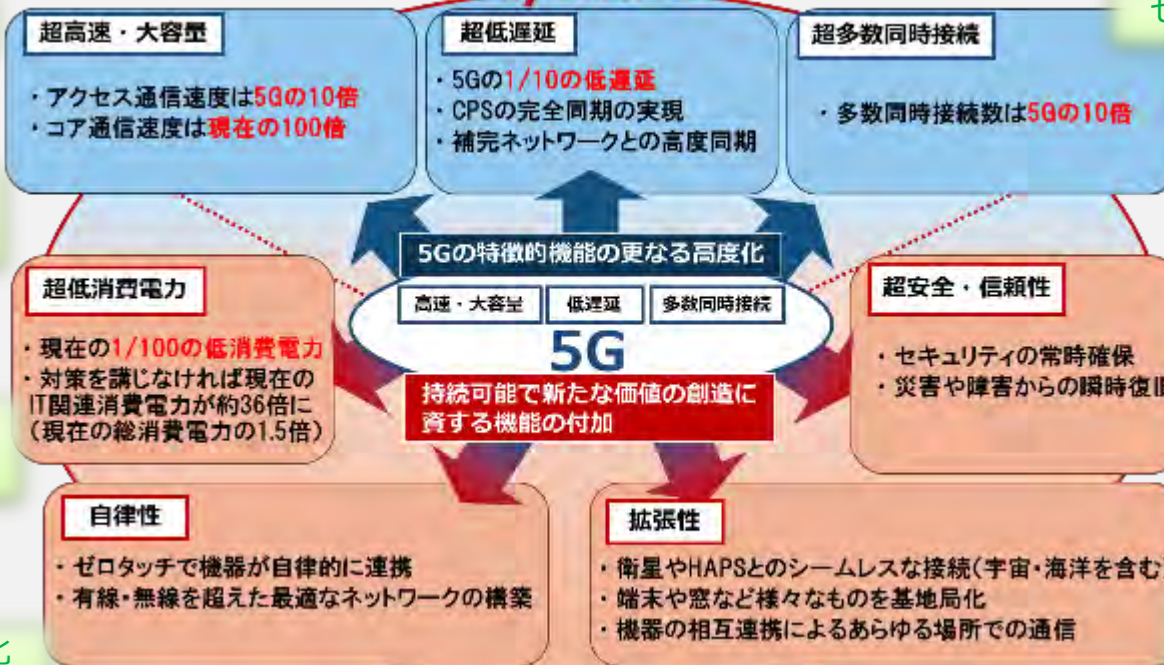 超高速・大容量
・アクセス通信速度は5Gの10倍
・コア通信速度は現在の100倍
超低遅延
・5Gの1/10の低遅延
・CPSの完全同期の実現
・補完ネットワークとの高度同期
超多数同時接続
・多数同時接続数は5Gの10倍
5Gの特徴的機能の更なる高度化
高速・大容量
低遅延
多数同時接続
5G
持続可能で新たな価値の創造に
資する機能の付加
超低消費電力
・現在の1/100の低消費電力
・対策を講じなければ現在の
IT関連消費電力が約36倍に
（現在の総消費電力の1.5倍）
超安全・信頼性
・セキュリティの常時確保
・災害や障害からの瞬時復旧
自律性
・ゼロタッチで機器が自律的に連携
・有線・無線を超えた最適なネットワークの構築
拡張性
・衛星やHAPSとのシームレスな接続(宇宙・海洋を含む
・端末や窓など様々なものを基地局化
・機器の相互連携によるあらゆる場所での通信
化